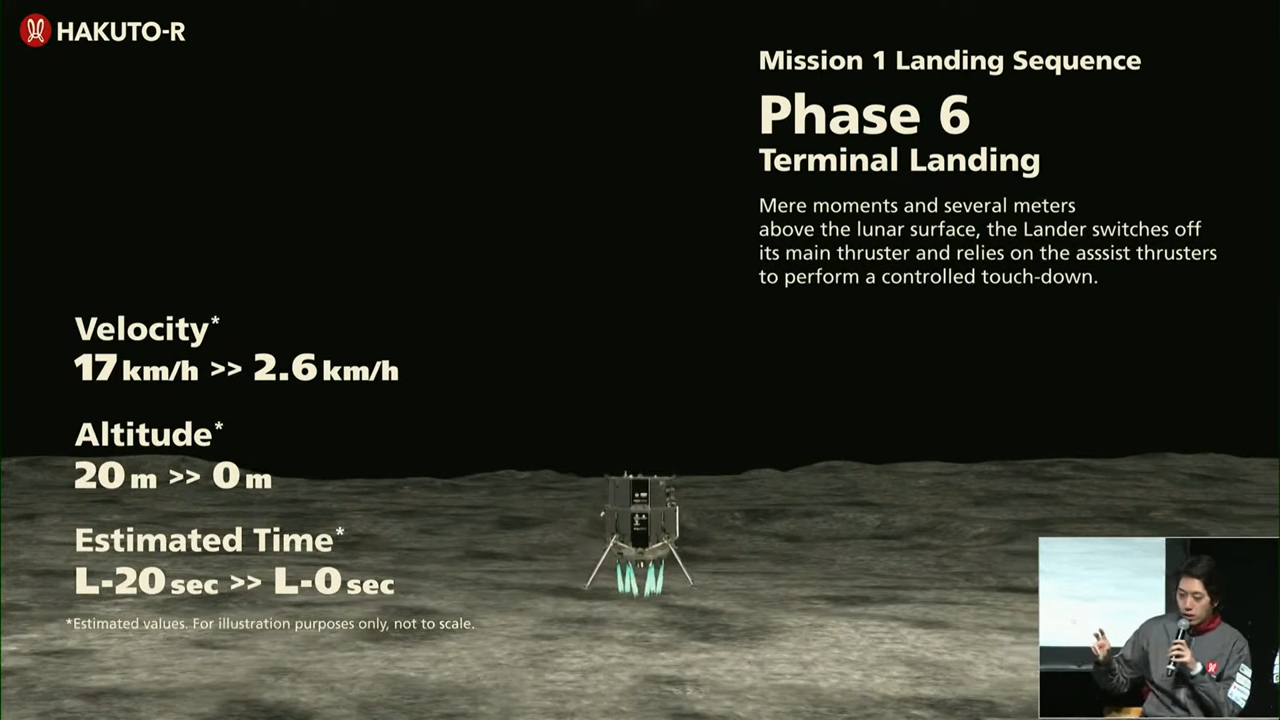 HAKUTO-R
Mission 1 Landing Sequence
Phase 6
Terminal Landing
Mere moments and several meters
above the lunar surface, the Lander switches off
its main thruster and relies on the asssist thrusters
to perform a controlled touch-down.
Velocity*
17 km/h >> 2.6 km/h
Altitude*
20 m >> 0 m
Estimated Time*
L-20 sec >> L-0 sec
*Estimated values. For illustration purposes only, not to scale.